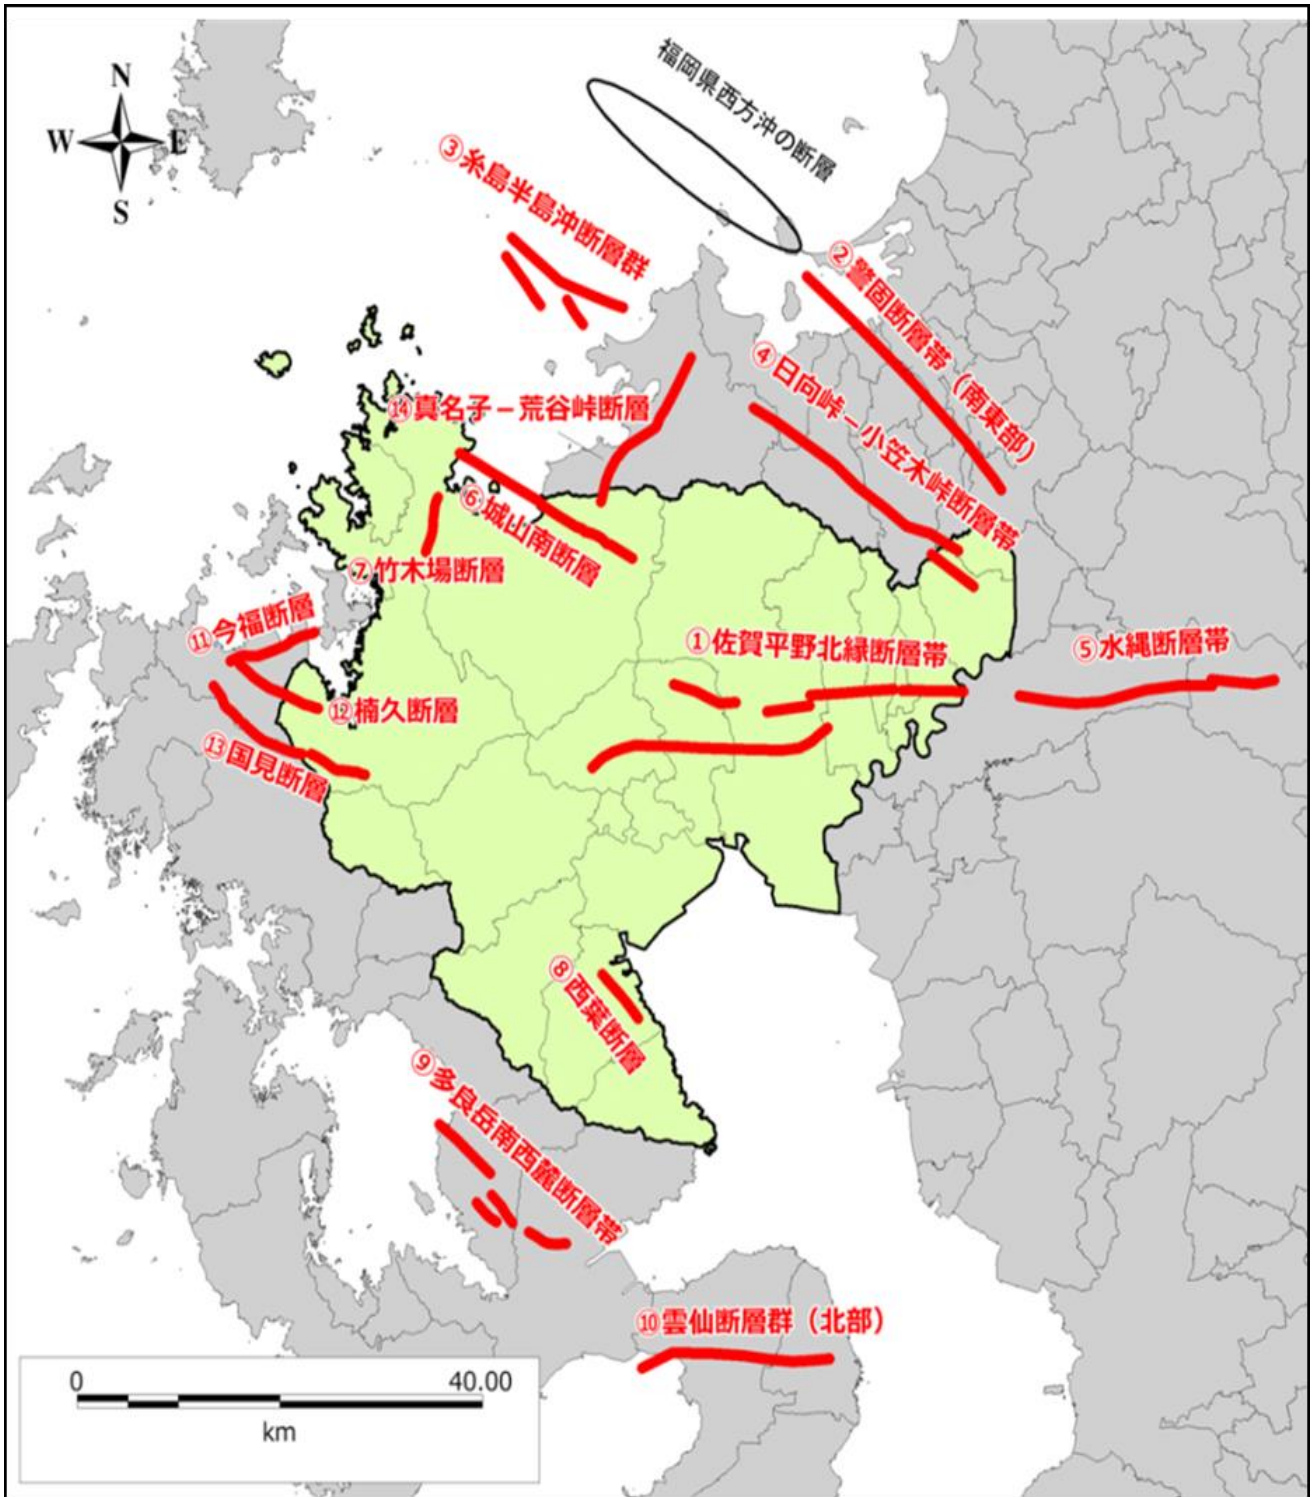 福岡県西方沖の断層
N
W
E
S
③糸島半島沖断層群
②警固断層帯（南東部）
④日向峠－小笠木峠断層帯
⑭真名子－荒谷峠断層
⑥城山南断層
⑦竹木場断層
⑪今福断層
①佐賀平野北縁断層帯
⑤水縄断層帯
⑫楠久断層
⑬国見断層
⑧西葉断層
⑨多良岳南西麓断層帯
⑩雲仙断層群（北部）
0
40.00
km